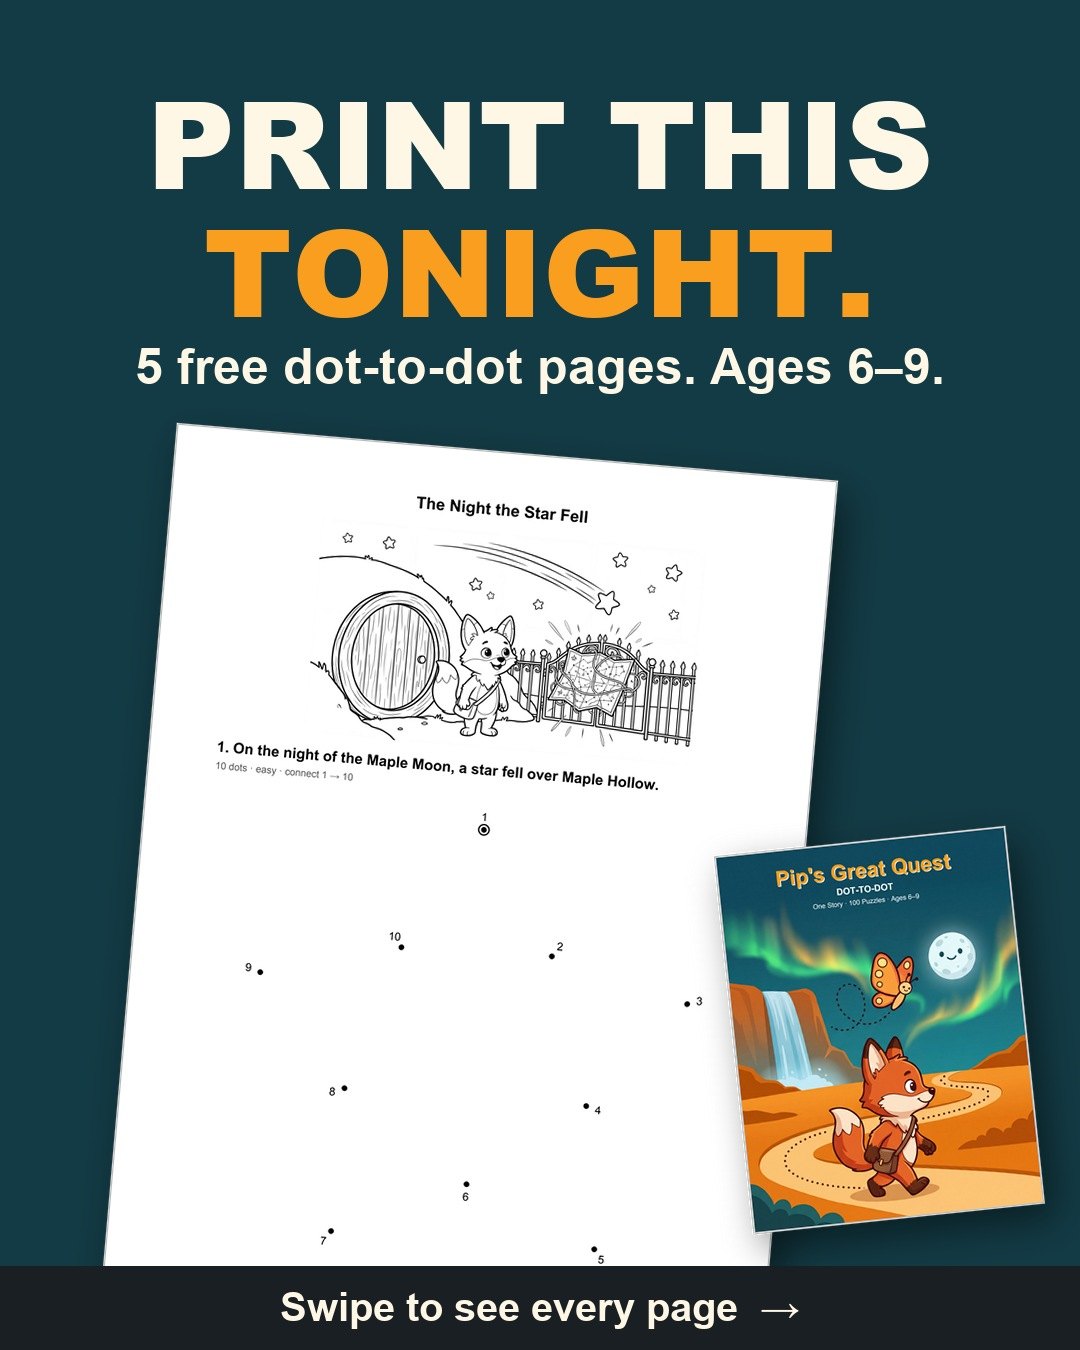 PRINT THIS
TONIGHT.
5 free dot-to-dot pages. Ages 6–9.
The Night the Star Fell
1. On the night of the Maple Moon, a star fell over Maple Hollow.
10 dots · easy · connect 1 → 10
1
10
2
9
3
8
4
6
7
5
Pip's Great Quest
DOT-TO-DOT
One Story · 100 Puzzles · Ages 6–9
Swipe to see every page →